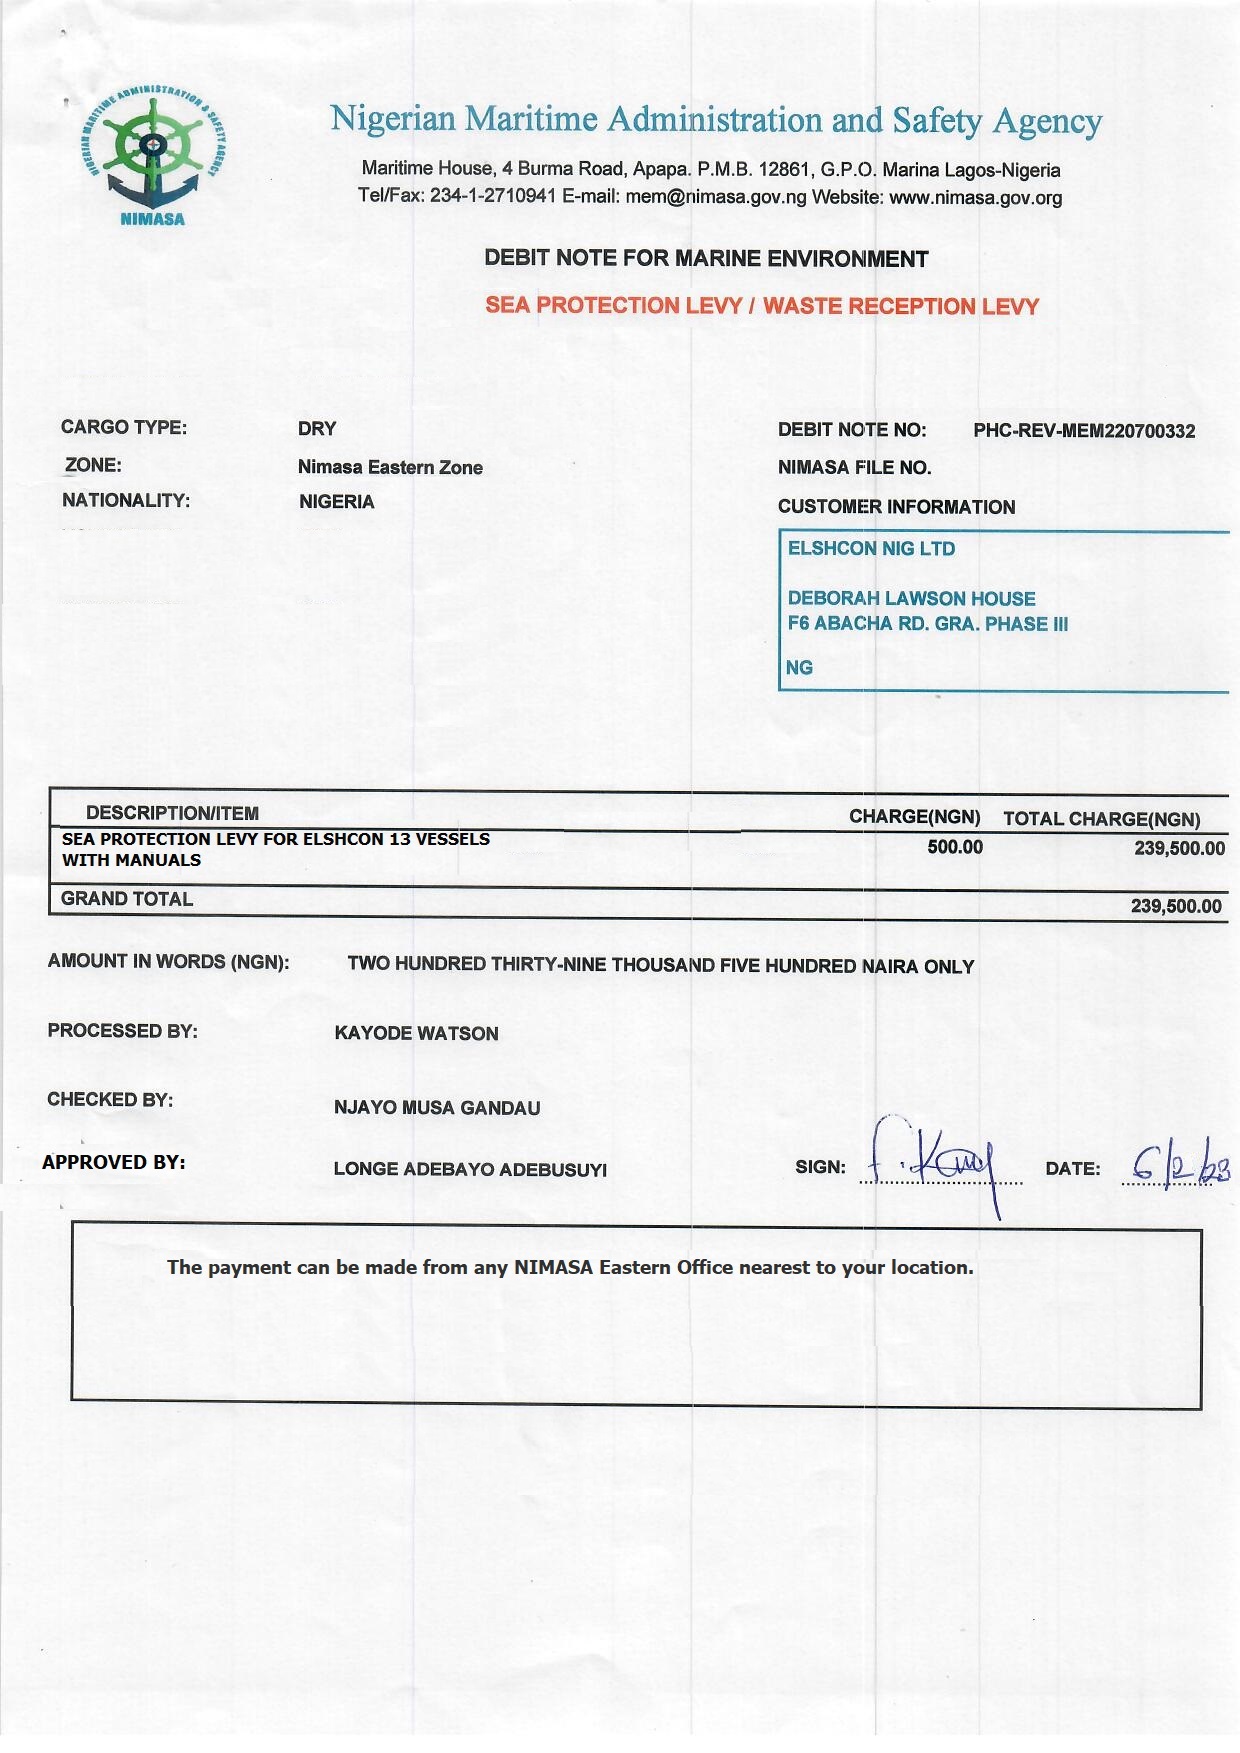 NIGERIAN MARITIME ADMINISTRATION & SAFETY AGENCY
NIMASA
Nigerian Maritime Administration and Safety Agency
Maritime House, 4 Burma Road, Apapa. P.M.B. 12861, G.P.O. Marina Lagos-Nigeria
Tel/Fax: 234-1-2710941 E-mail: mem@nimasa.gov.ng Website: www.nimasa.gov.org
DEBIT NOTE FOR MARINE ENVIRONMENT
SEA PROTECTION LEVY / WASTE RECEPTION LEVY
CARGO TYPE: DRY
ZONE: Nimasa Eastern Zone
NATIONALITY: NIGERIA
DEBIT NOTE NO: PHC-REV-MEM220700332
NIMASA FILE NO.
CUSTOMER INFORMATION
ELSHCON NIG LTD
DEBORAH LAWSON HOUSE
F6 ABACHA RD. GRA. PHASE III
NG
DESCRIPTION/ITEM CHARGE(NGN) TOTAL CHARGE(NGN)
SEA PROTECTION LEVY FOR ELSHCON 13 VESSELS 500.00 239,500.00
WITH MANUALS
GRAND TOTAL 239,500.00
AMOUNT IN WORDS (NGN): TWO HUNDRED THIRTY-NINE THOUSAND FIVE HUNDRED NAIRA ONLY
PROCESSED BY: KAYODE WATSON
CHECKED BY: NJAYO MUSA GANDAU
APPROVED BY: LONGE ADEBAYO ADEBUSUYI SIGN: DATE: 6/2/23
The payment can be made from any NIMASA Eastern Office nearest to your location.